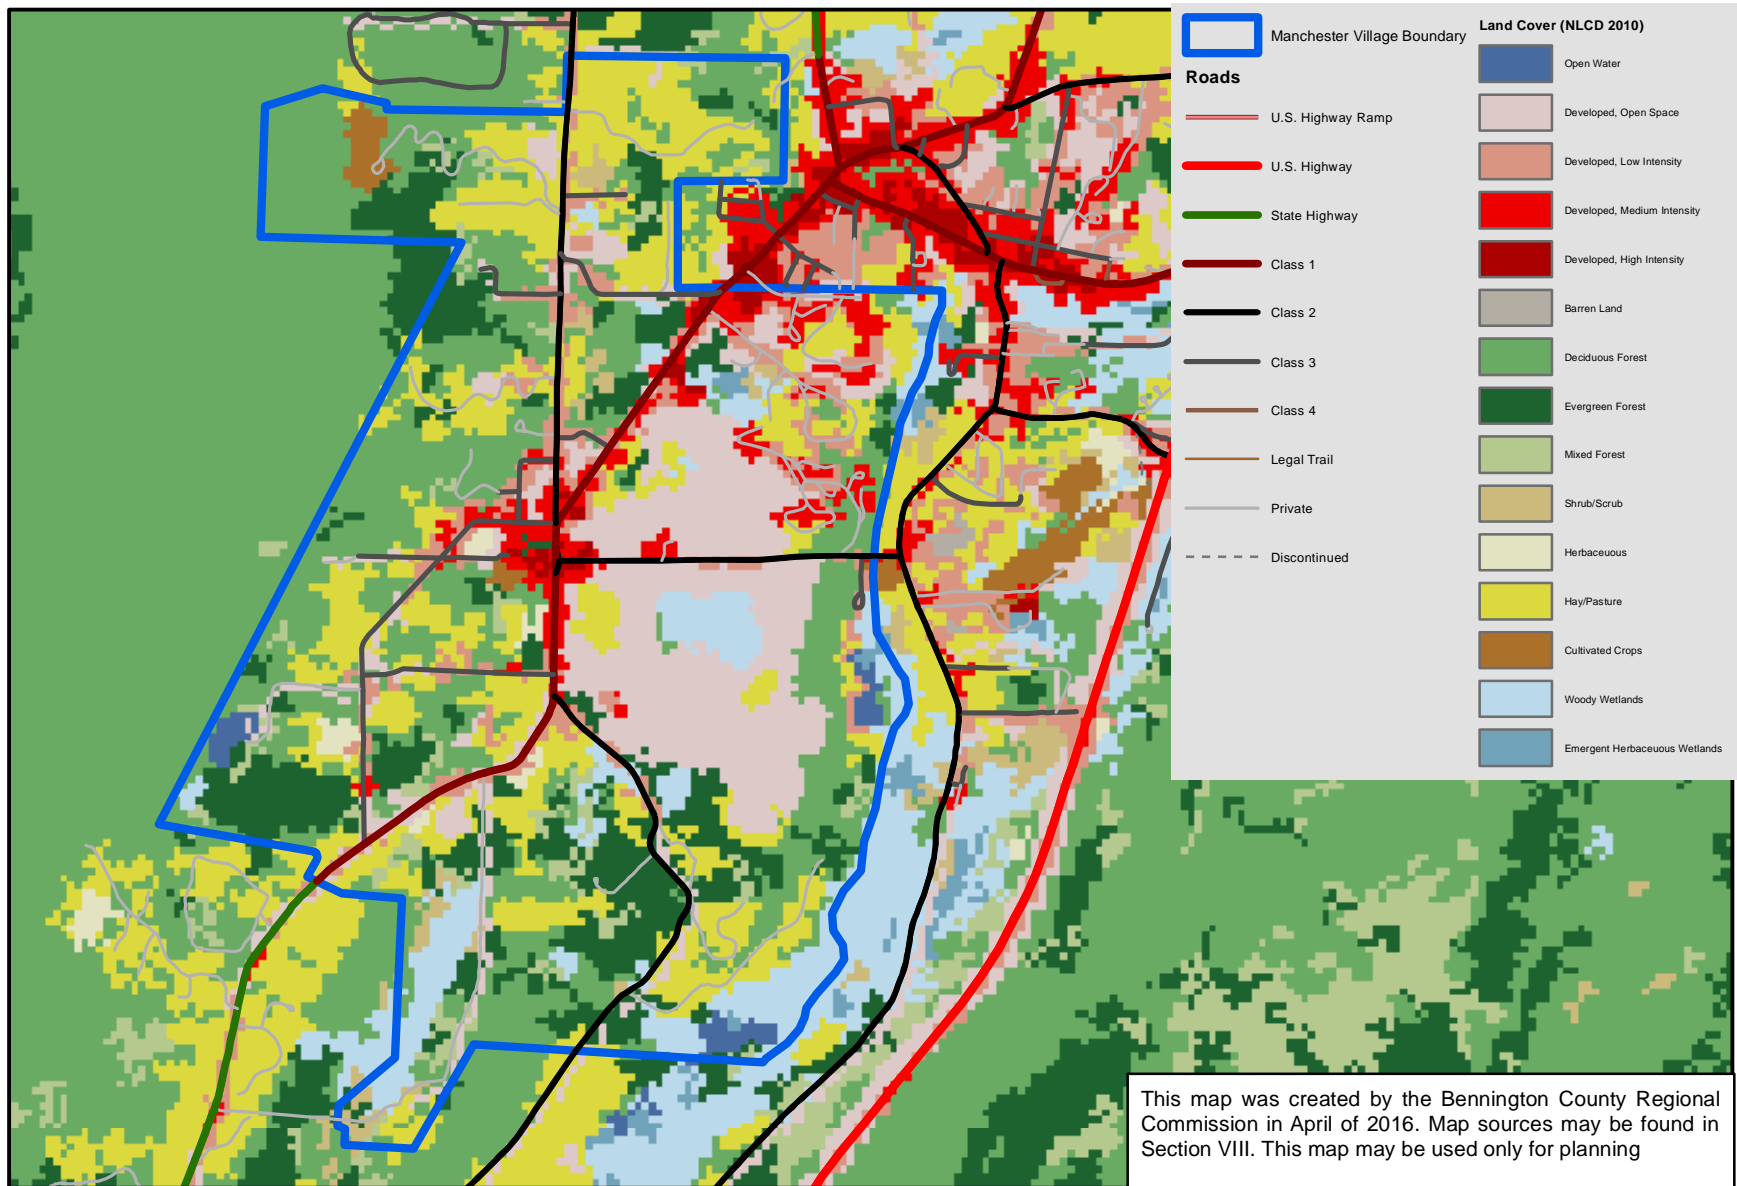 Manchester Village Boundary
Roads
U.S. Highway Ramp
U.S. Highway
State Highway
Class 1
Class 2
Class 3
Class 4
Legal Trail
Private
Discontinued
Land Cover (NLCD 2010)
Open Water
Developed, Open Space
Developed, Low Intensity
Developed, Medium Intensity
Developed, High Intensity
Barren Land
Deciduous Forest
Evergreen Forest
Mixed Forest
Shrub/Scrub
Herbaceuous
Hay/Pasture
Cultivated Crops
Woody Wetlands
Emergent Herbaceuous Wetlands
This map was created by the Bennington County Regional
Commission in April of 2016. Map sources may be found in
Section VIII. This map may be used only for planning